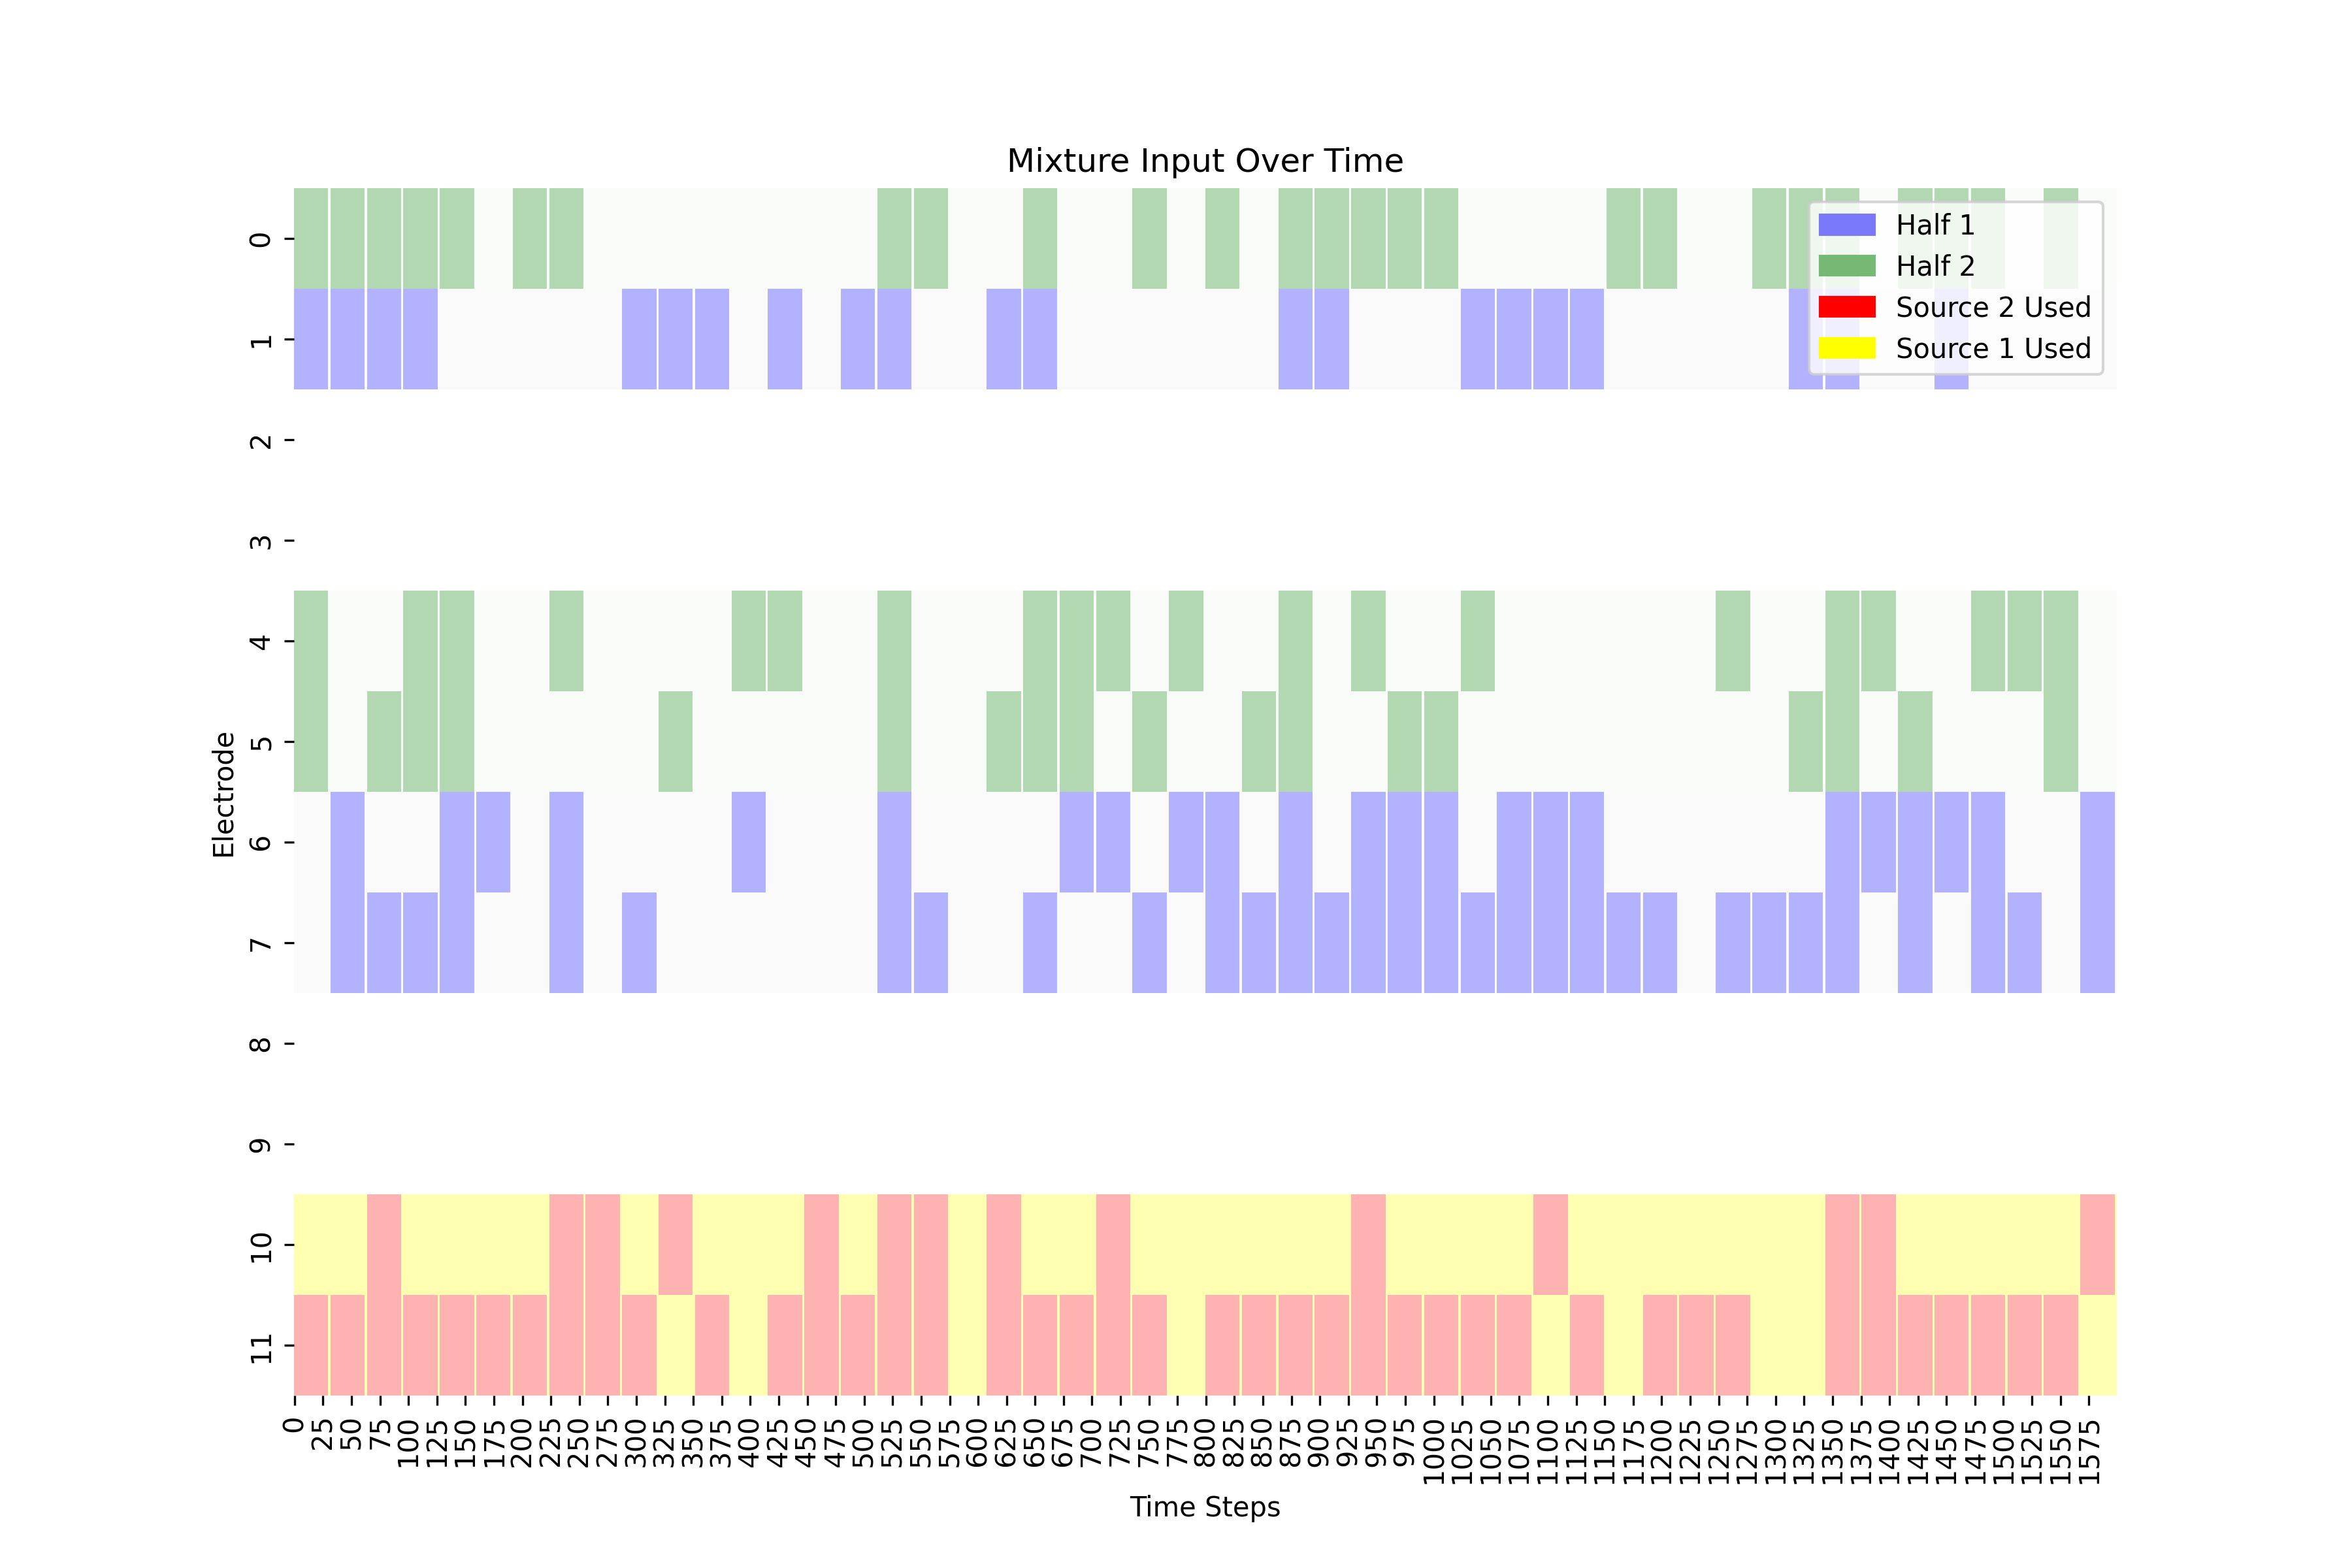 Mixture Input Over Time
Half 1
Half 2
Source 2 Used
Source 1 Used
Electrode
0
1
2
3
4
5
6
7
8
9
10
11
0 25 50 75 100 125 150 175 200 225 250 275 300 325 350 375 400 425 450 475 500 525 550 575 600 625 650 675 700 725 750 775 800 825 850 875 900 925 950 975 1000 1025 1050 1075 1100 1125 1150 1175 1200 1225 1250 1275 1300 1325 1350 1375 1400 1425 1450 1475 1500 1525 1550 1575
Time Steps